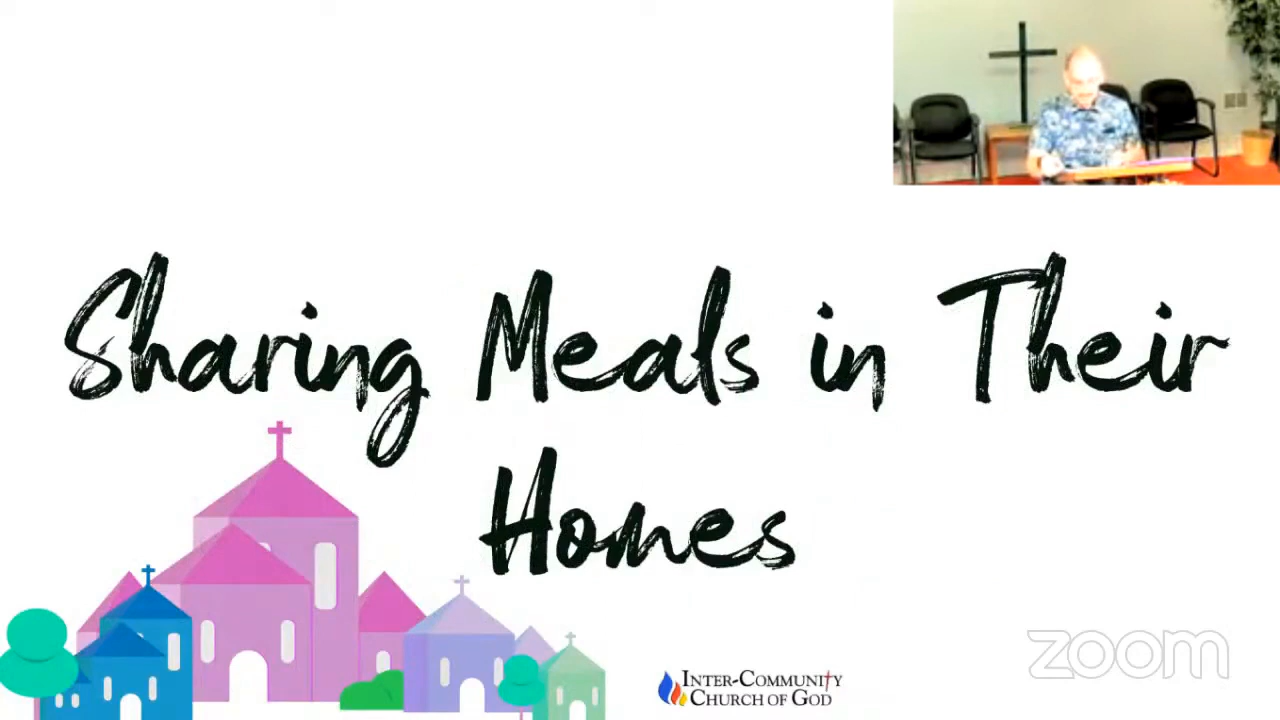 Sharing Meals in Their
Homes
INTER-COMMUNITY
CHURCH OF GOD
zoom